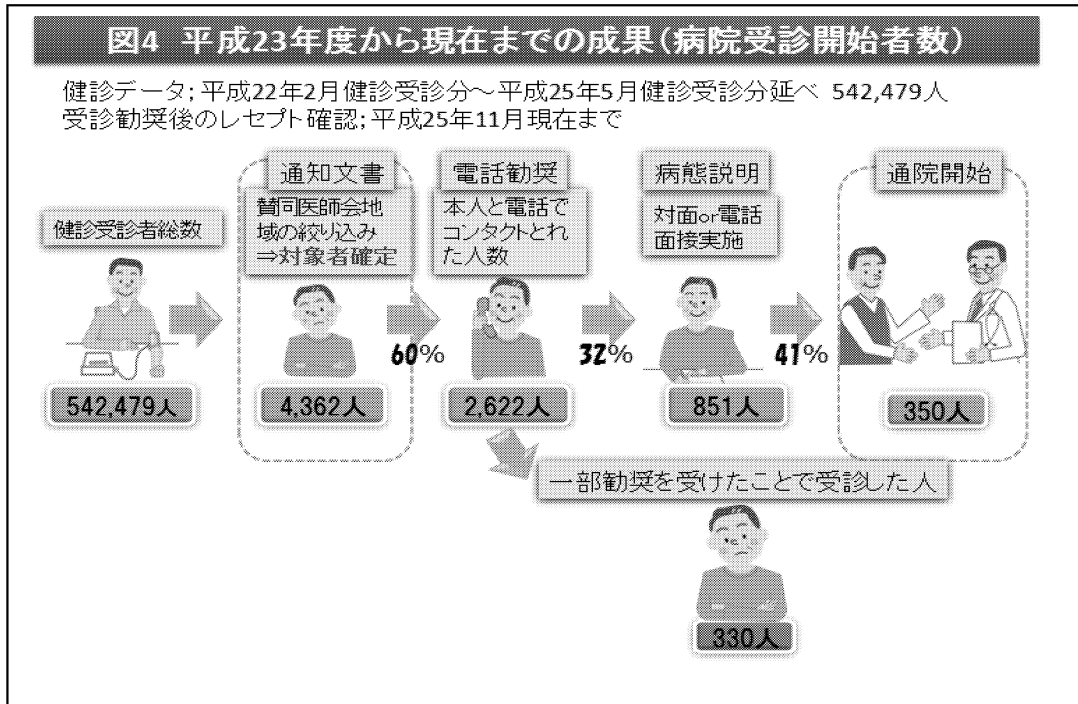 図4 平成23年度から現在までの成果(病院受診開始者数)
健診データ;平成22年2月健診受診分~平成25年5月健診受診分延べ 542,479人
受診勧奨後のレセプト確認;平成25年11月現在まで
健診受診者総数
542,479人
通知文書
賛同医師会地
域の絞り込み
⇒対象者確定
4,362人
60%
電話勧奨
本人と電話で
コンタクトとれ
た人数
2,622人
32%
病態説明
対面or電話
面接実施
851人
41%
通院開始
350人
一部勧奨を受けたことで受診した人
330人